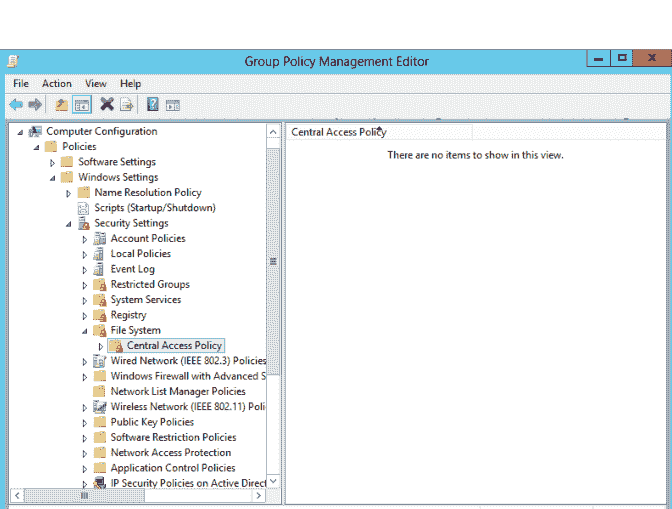 Group Policy Management Editor
File Action View Help
Computer Configuration
Policies
Software Settings
Windows Settings
Name Resolution Policy
Scripts (Startup/Shutdown)
Security Settings
Account Policies
Local Policies
Event Log
Restricted Groups
System Services
Registry
File System
Central Access Policy
Wired Network (IEEE 802.3) Policies
Windows Firewall with Advanced S
Network List Manager Policies
Wireless Network (IEEE 802.11) Poli
Public Key Policies
Software Restriction Policies
Network Access Protection
Application Control Policies
IP Security Policies on Active Direct
Central Access Policy
There are no items to show in this view.